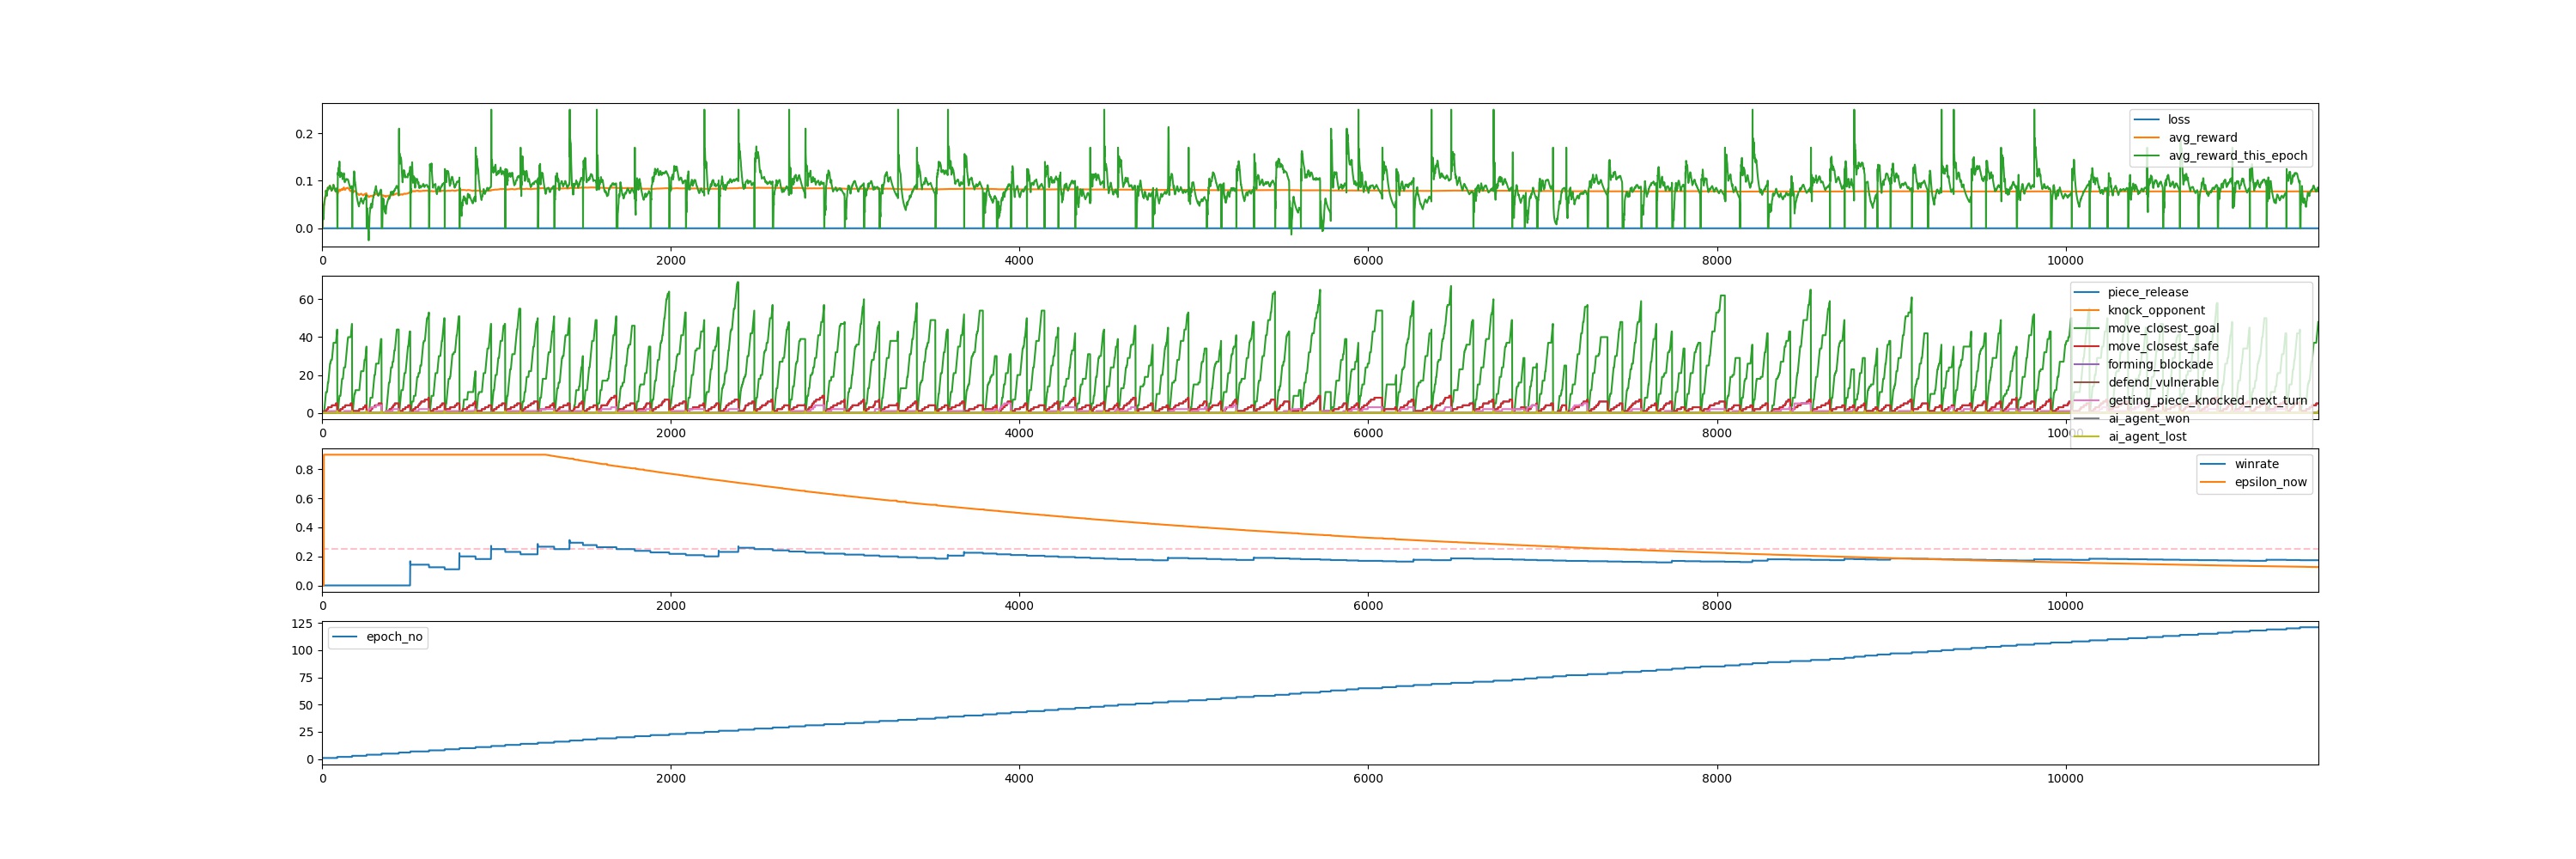 0.2
0.1
0.0
loss
avg_reward
avg_reward_this_epoch
0 2000 4000 6000 8000 10000
60
40
20
0
piece_release
knock_opponent
move_closest_goal
move_closest_safe
forming_blockade
defend_vulnerable
getting_piece_knocked_next_turn
ai_agent_won
ai_agent_lost
0 2000 4000 6000 8000 10000
0.8
0.6
0.4
0.2
0.0
winrate
epsilon_now
0 2000 4000 6000 8000 10000
125
100
75
50
25
0
epoch_no
0 2000 4000 6000 8000 10000